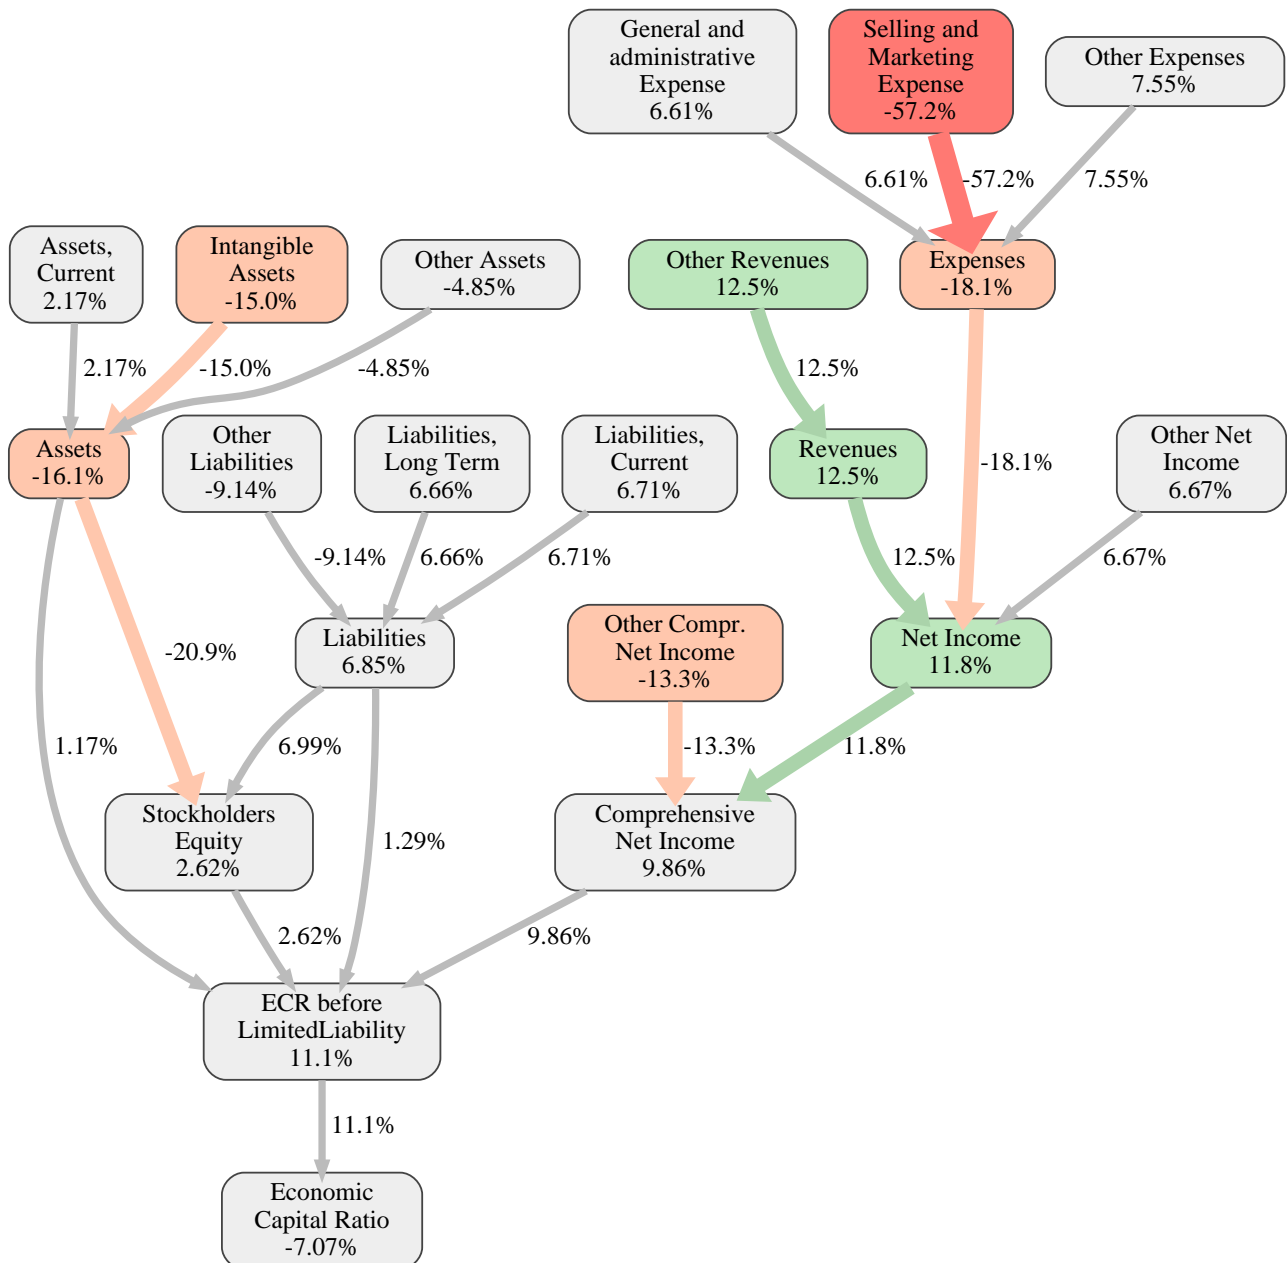 General and
administrative
Expense
6.61%
Selling and
Marketing
Expense
-57.2%
Other Expenses
7.55%
6.61%
-57.2%
7.55%
Assets,
Current
2.17%
Intangible
Assets
-15.0%
Other Assets
-4.85%
Other Revenues
12.5%
Expenses
-18.1%
2.17%
-15.0%
-4.85%
12.5%
Assets
-16.1%
Other
Liabilities
-9.14%
Liabilities,
Long Term
6.66%
Liabilities,
Current
6.71%
Revenues
12.5%
-18.1%
Other Net
Income
6.67%
-9.14%
6.66%
6.71%
12.5%
6.67%
Liabilities
6.85%
Other Compr.
Net Income
-13.3%
Net Income
11.8%
-20.9%
1.17%
6.99%
-13.3%
11.8%
Stockholders
Equity
2.62%
1.29%
Comprehensive
Net Income
9.86%
2.62%
9.86%
ECR before
LimitedLiability
11.1%
11.1%
Economic
Capital Ratio
-7.07%